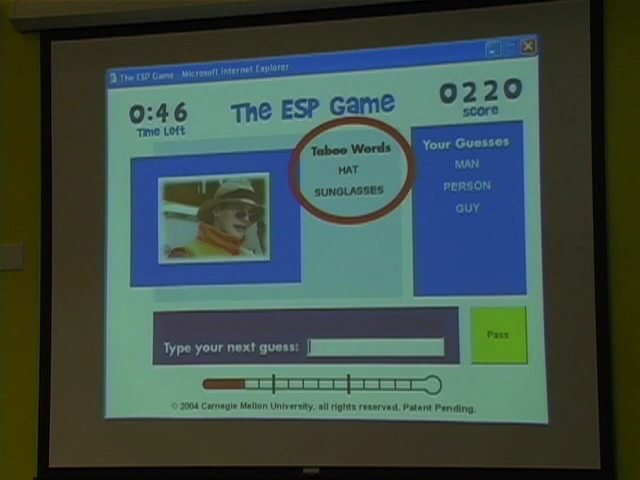 The ESP Game - Microsoft Internet Explorer
0:46
Time Left
The ESP Game
0220
score
Taboo Words
HAT
SUNGLASSES
Your Guesses
MAN
PERSON
GUY
Type your next guess:
Pass
© 2004 Carnegie Mellon University, all rights reserved. Patent Pending.